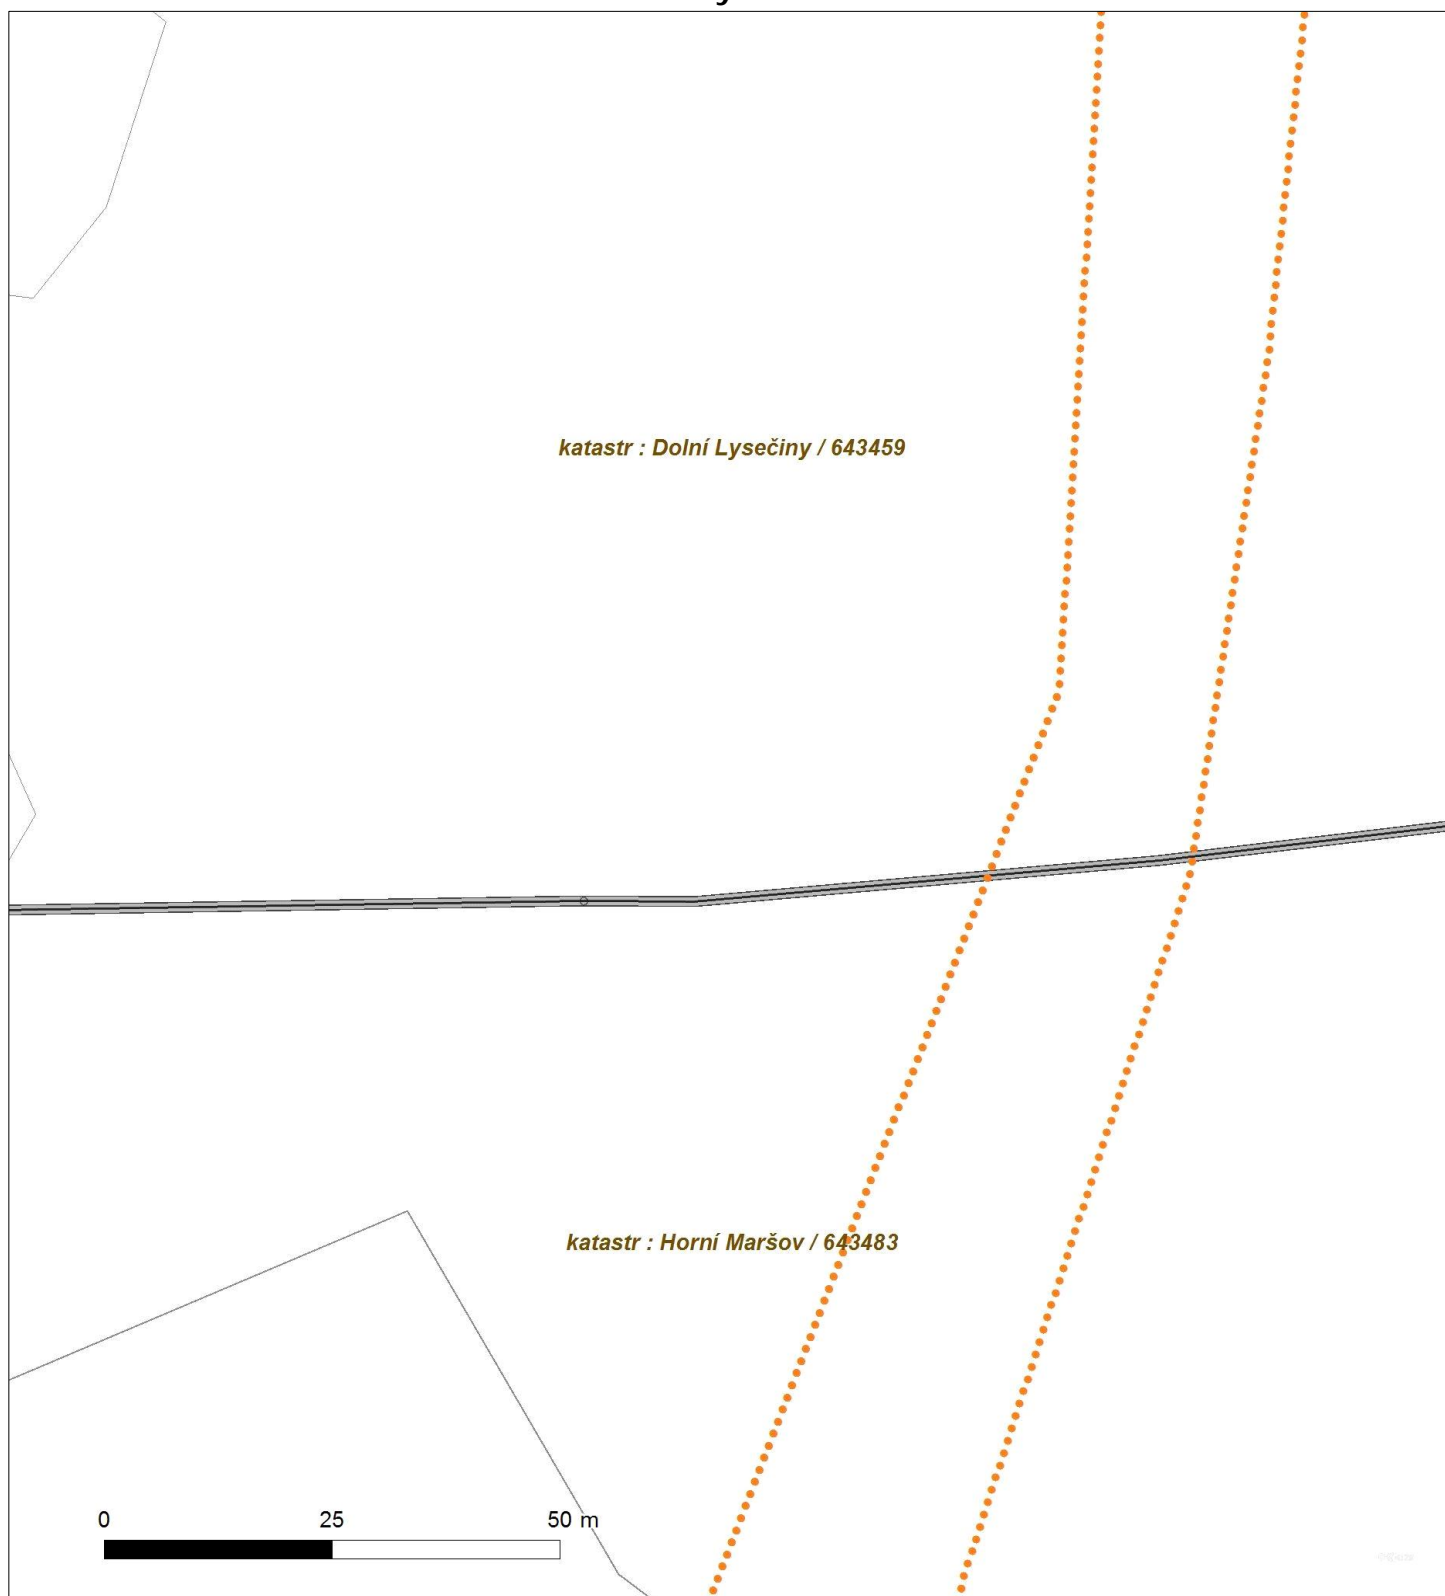 katastr : Dolní Lysečiny / 643459
katastr : Horní Maršov / 643483
0 25 50 m